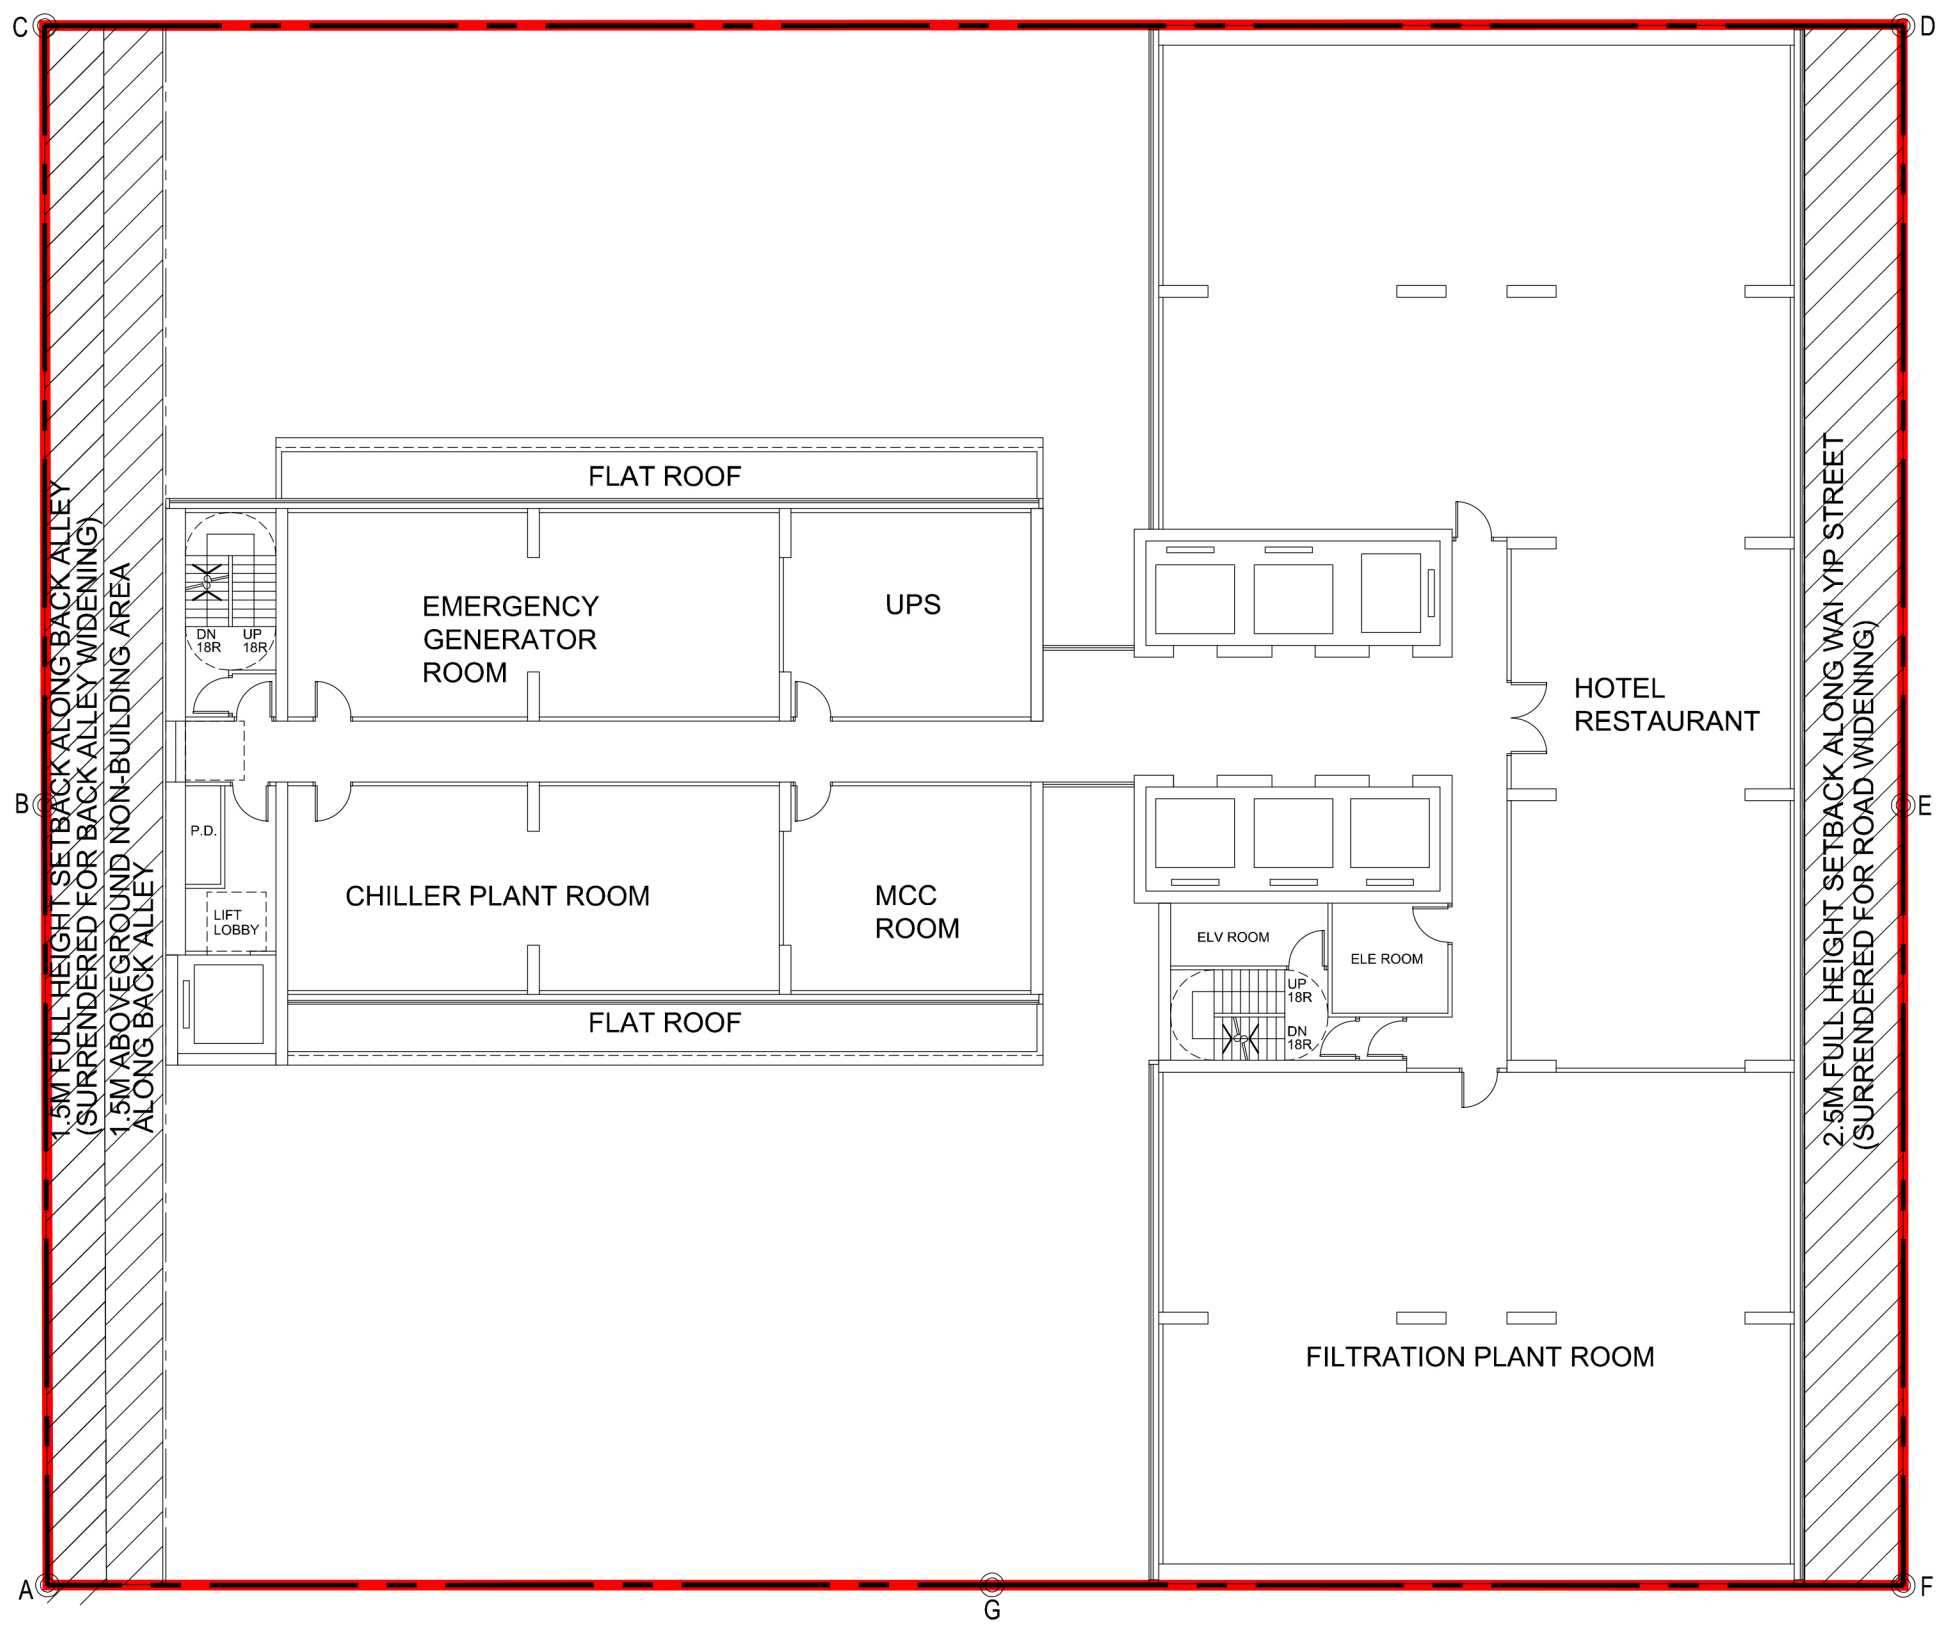 C
D
FLAT ROOF
EMERGENCY
GENERATOR
ROOM
UPS
DN
18R
UP
18R
HOTEL
RESTAURANT
1.5M FULL HEIGHT SETBACK ALONG BACK ALLEY
(SURRENDERED FOR BACK ALLEY WIDENING)
1.5M ABOVEGROUND NON-BUILDING AREA
ALONG BACK ALLEY
2.5M FULL HEIGHT SETBACK ALONG WAI YIP STREET
(SURRENDERED FOR ROAD WIDENING)
B
E
P.D.
CHILLER PLANT ROOM
MCC
ROOM
LIFT
LOBBY
ELV ROOM
ELE ROOM
UP
18R
DN
18R
FLAT ROOF
FILTRATION PLANT ROOM
A
G
F